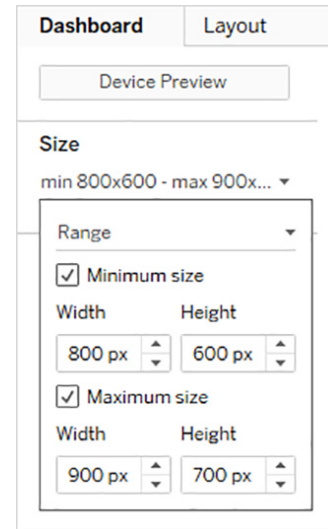 Dashboard Layout
Device Preview
Size
min 800x600 - max 900x...
Range
Minimum size
Width Height
800 px 600 px
Maximum size
Width Height
900 px 700 px